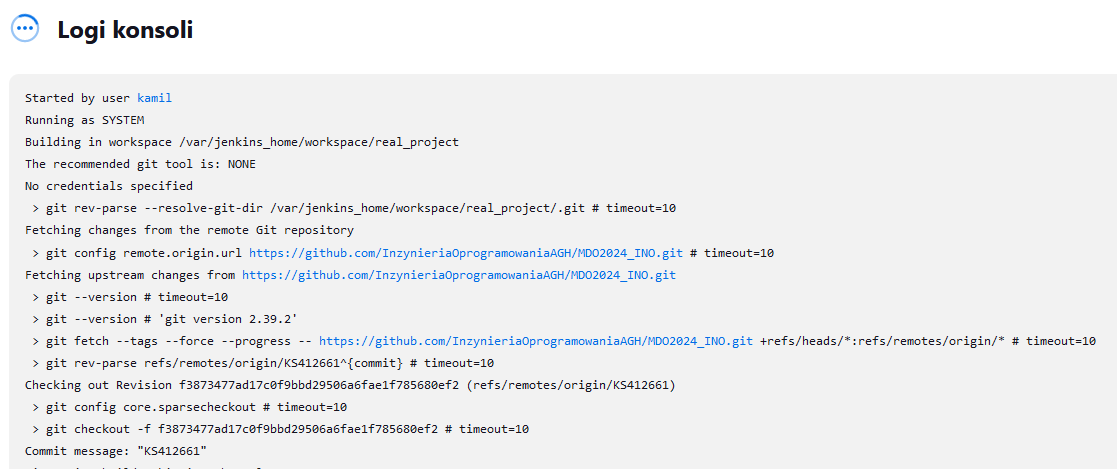 Logi konsoli
Started by user kamil
Running as SYSTEM
Building in workspace /var/jenkins_home/workspace/real_project
The recommended git tool is: NONE
No credentials specified
 > git rev-parse --resolve-git-dir /var/jenkins_home/workspace/real_project/.git # timeout=10
Fetching changes from the remote Git repository
 > git config remote.origin.url https://github.com/InzynieriaOprogramowaniaAGH/MDO2024_INO.git # timeout=10
Fetching upstream changes from https://github.com/InzynieriaOprogramowaniaAGH/MDO2024_INO.git
 > git --version # timeout=10
 > git --version # 'git version 2.39.2'
 > git fetch --tags --force --progress -- https://github.com/InzynieriaOprogramowaniaAGH/MDO2024_INO.git +refs/heads/*:refs/remotes/origin/* # timeout=10
 > git rev-parse refs/remotes/origin/KS412661^{commit} # timeout=10
Checking out Revision f3873477ad17c0f9bbd29506a6fae1f785680ef2 (refs/remotes/origin/KS412661)
 > git config core.sparsecheckout # timeout=10
 > git checkout -f f3873477ad17c0f9bbd29506a6fae1f785680ef2 # timeout=10
Commit message: "KS412661"